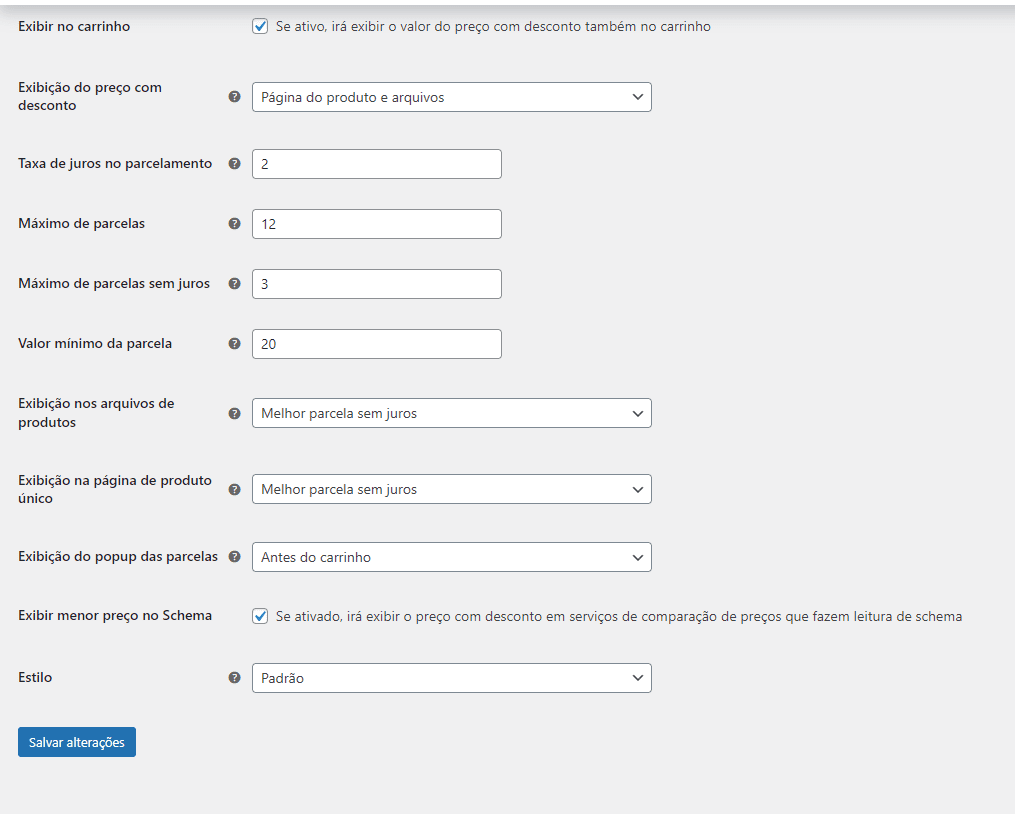 Exibir no carrinho
Se ativo, irá exibir o valor do preço com desconto também no carrinho
Exibição do preço com
desconto
Página do produto e arquivos
Taxa de juros no parcelamento
2
Máximo de parcelas
12
Máximo de parcelas sem juros
3
Valor mínimo da parcela
20
Exibição nos arquivos de
produtos
Melhor parcela sem juros
Exibição na página de produto
único
Melhor parcela sem juros
Exibição do popup das parcelas
Antes do carrinho
Exibir menor preço no Schema
Se ativado, irá exibir o preço com desconto em serviços de comparação de preços que fazem leitura de schema
Estilo
Padrão
Salvar alterações